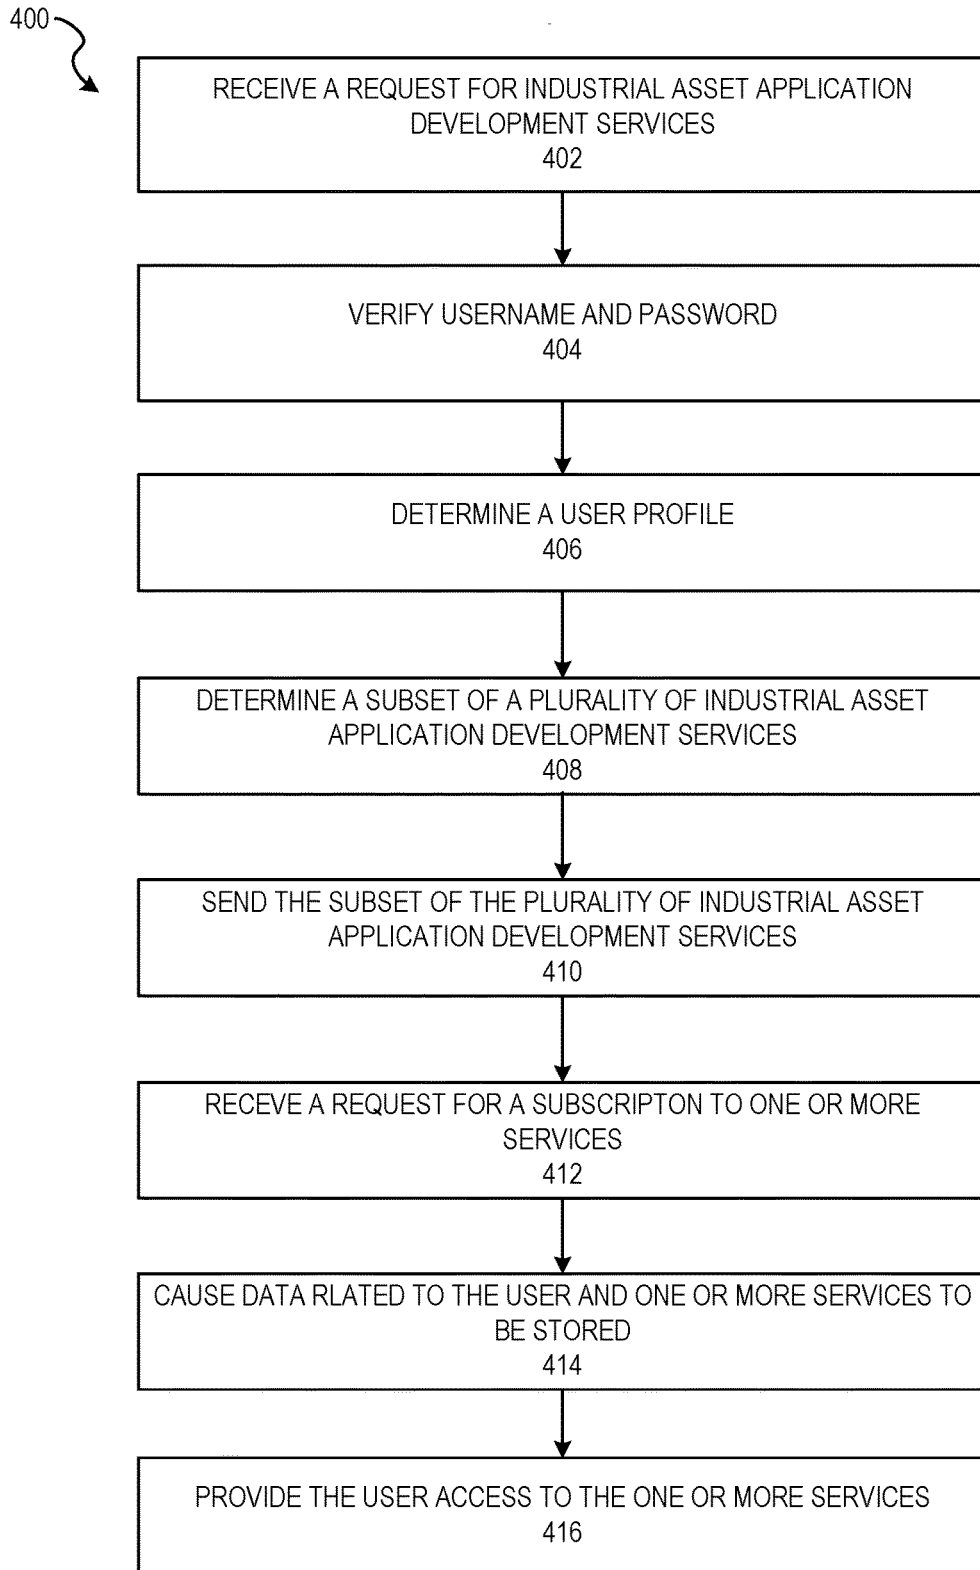 400
RECEIVE A REQUEST FOR INDUSTRIAL ASSET APPLICATION
DEVELOPMENT SERVICES
402
VERIFY USERNAME AND PASSWORD
404
DETERMINE A USER PROFILE
406
DETERMINE A SUBSET OF A PLURALITY OF INDUSTRIAL ASSET
APPLICATION DEVELOPMENT SERVICES
408
SEND THE SUBSET OF THE PLURALITY OF INDUSTRIAL ASSET
APPLICATION DEVELOPMENT SERVICES
410
RECEVE A REQUEST FOR A SUBSCRIPTON TO ONE OR MORE
SERVICES
412
CAUSE DATA RLATED TO THE USER AND ONE OR MORE SERVICES TO
BE STORED
414
PROVIDE THE USER ACCESS TO THE ONE OR MORE SERVICES
416